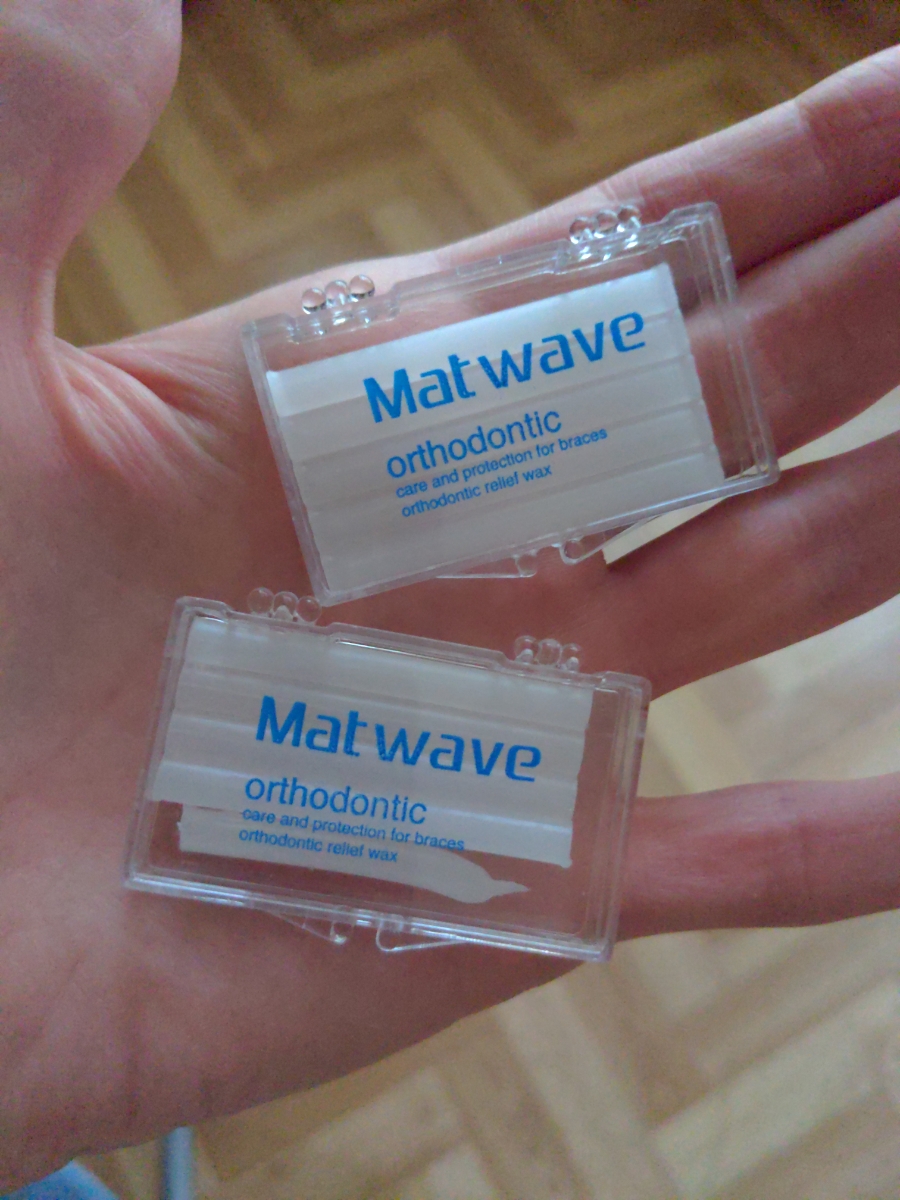 Matwave
orthodontic
care and protection for braces
orthodontic relief wax
Matwave
orthodontic
care and protection for braces
orthodontic relief wax